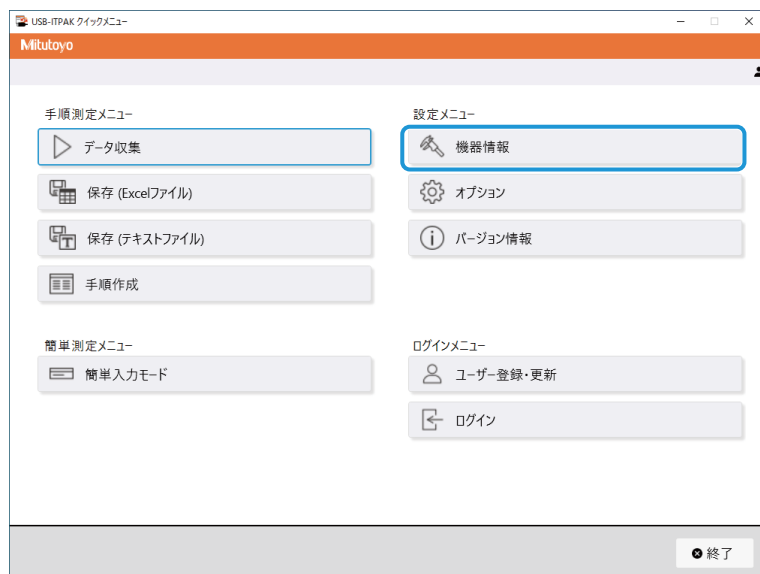 USB-ITPAK クイックメニュー
Mitutoyo
手順測定メニュー
データ収集
保存 (Excelファイル)
保存 (テキストファイル)
手順作成
簡単測定メニュー
簡単入力モード
設定メニュー
機器情報
オプション
バージョン情報
ログインメニュー
ユーザー登録・更新
ログイン
終了